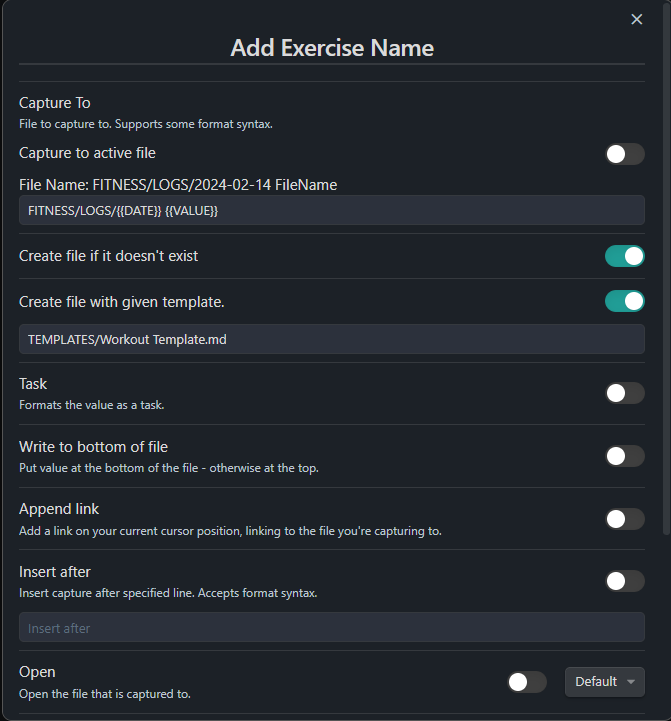 Add Exercise Name
Capture To
File to capture to. Supports some format syntax.
Capture to active file
File Name: FITNESS/LOGS/2024-02-14 FileName
FITNESS/LOGS/{{DATE}} {{VALUE}}
Create file if it doesn't exist
Create file with given template.
TEMPLATES/Workout Template.md
Task
Formats the value as a task.
Write to bottom of file
Put value at the bottom of the file - otherwise at the top.
Append link
Add a link on your current cursor position, linking to the file you're capturing to.
Insert after
Insert capture after specified line. Accepts format syntax.
Insert after
Open
Open the file that is captured to.
Default